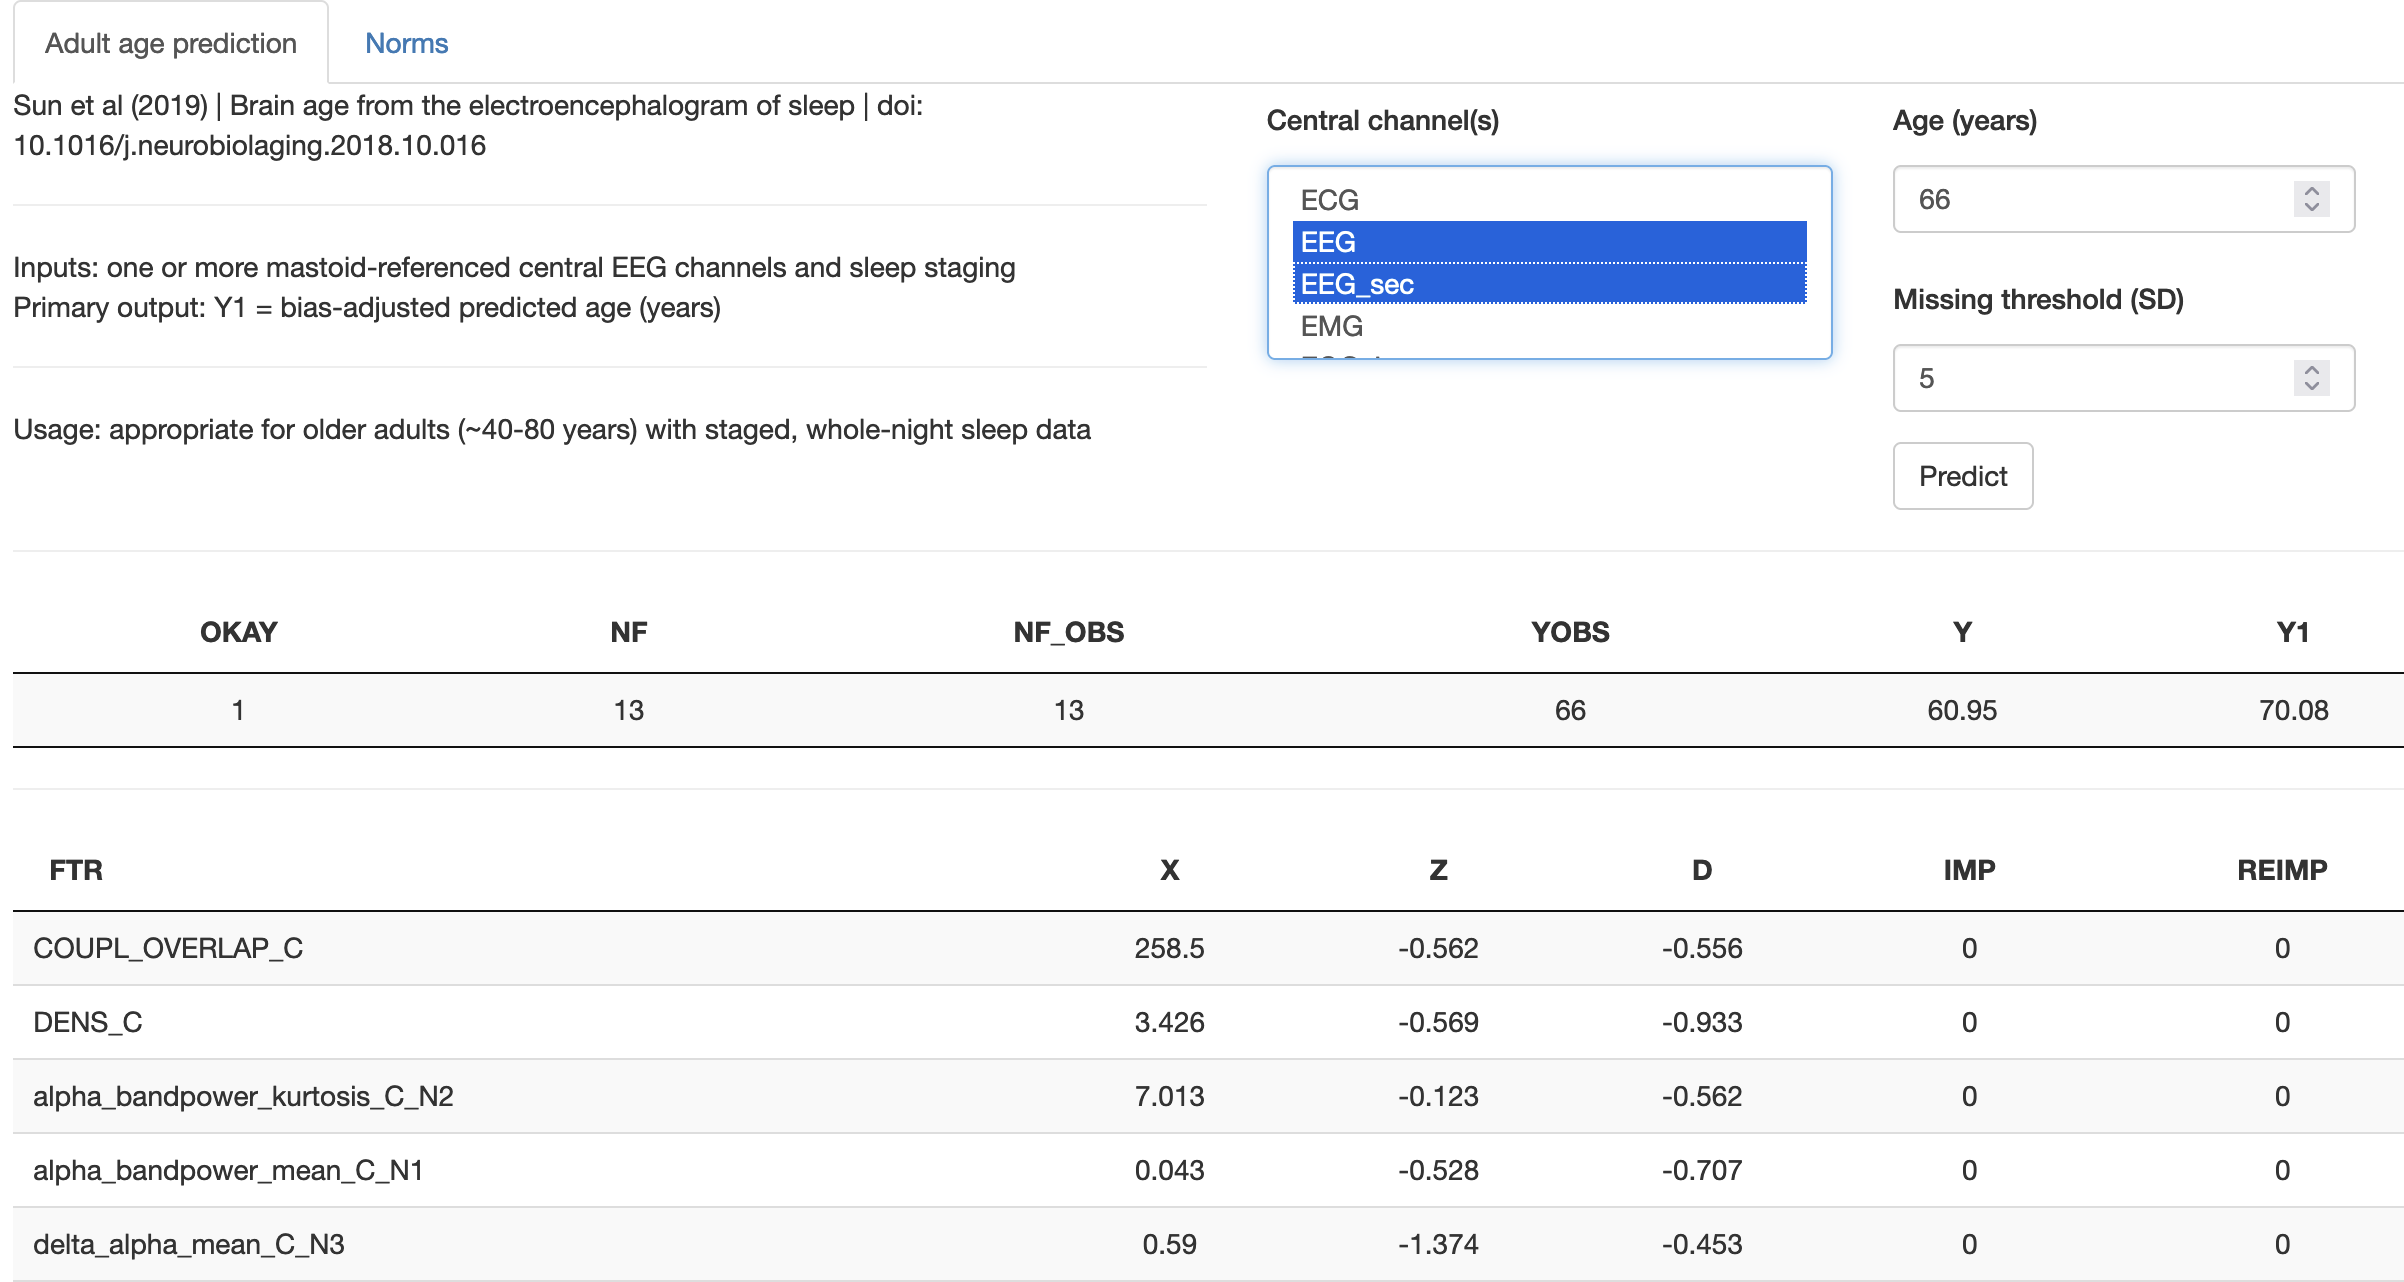 Adult age prediction
Norms
Sun et al (2019) | Brain age from the electroencephalogram of sleep | doi:
10.1016/j.neurobiolaging.2018.10.016
Inputs: one or more mastoid-referenced central EEG channels and sleep staging
Primary output: Y1 = bias-adjusted predicted age (years)
Usage: appropriate for older adults (~40-80 years) with staged, whole-night sleep data
Central channel(s)
ECG
EEG
EEG_sec
EMG
Age (years)
66
Missing threshold (SD)
5
Predict
OKAY NF NF_OBS YOBS Y Y1
1 13 13 66 60.95 70.08
FTR X Z D IMP REIMP
COUPL_OVERLAP_C 258.5 -0.562 -0.556 0 0
DENS_C 3.426 -0.569 -0.933 0 0
alpha_bandpower_kurtosis_C_N2 7.013 -0.123 -0.562 0 0
alpha_bandpower_mean_C_N1 0.043 -0.528 -0.707 0 0
delta_alpha_mean_C_N3 0.59 -1.374 -0.453 0 0